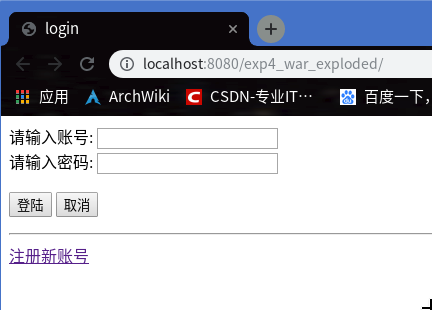 login
localhost:8080/exp4_war_exploded/
应用 ArchWiki CSDN-专业IT… 百度一下，
请输入账号:
请输入密码:
登陆 取消
注册新账号